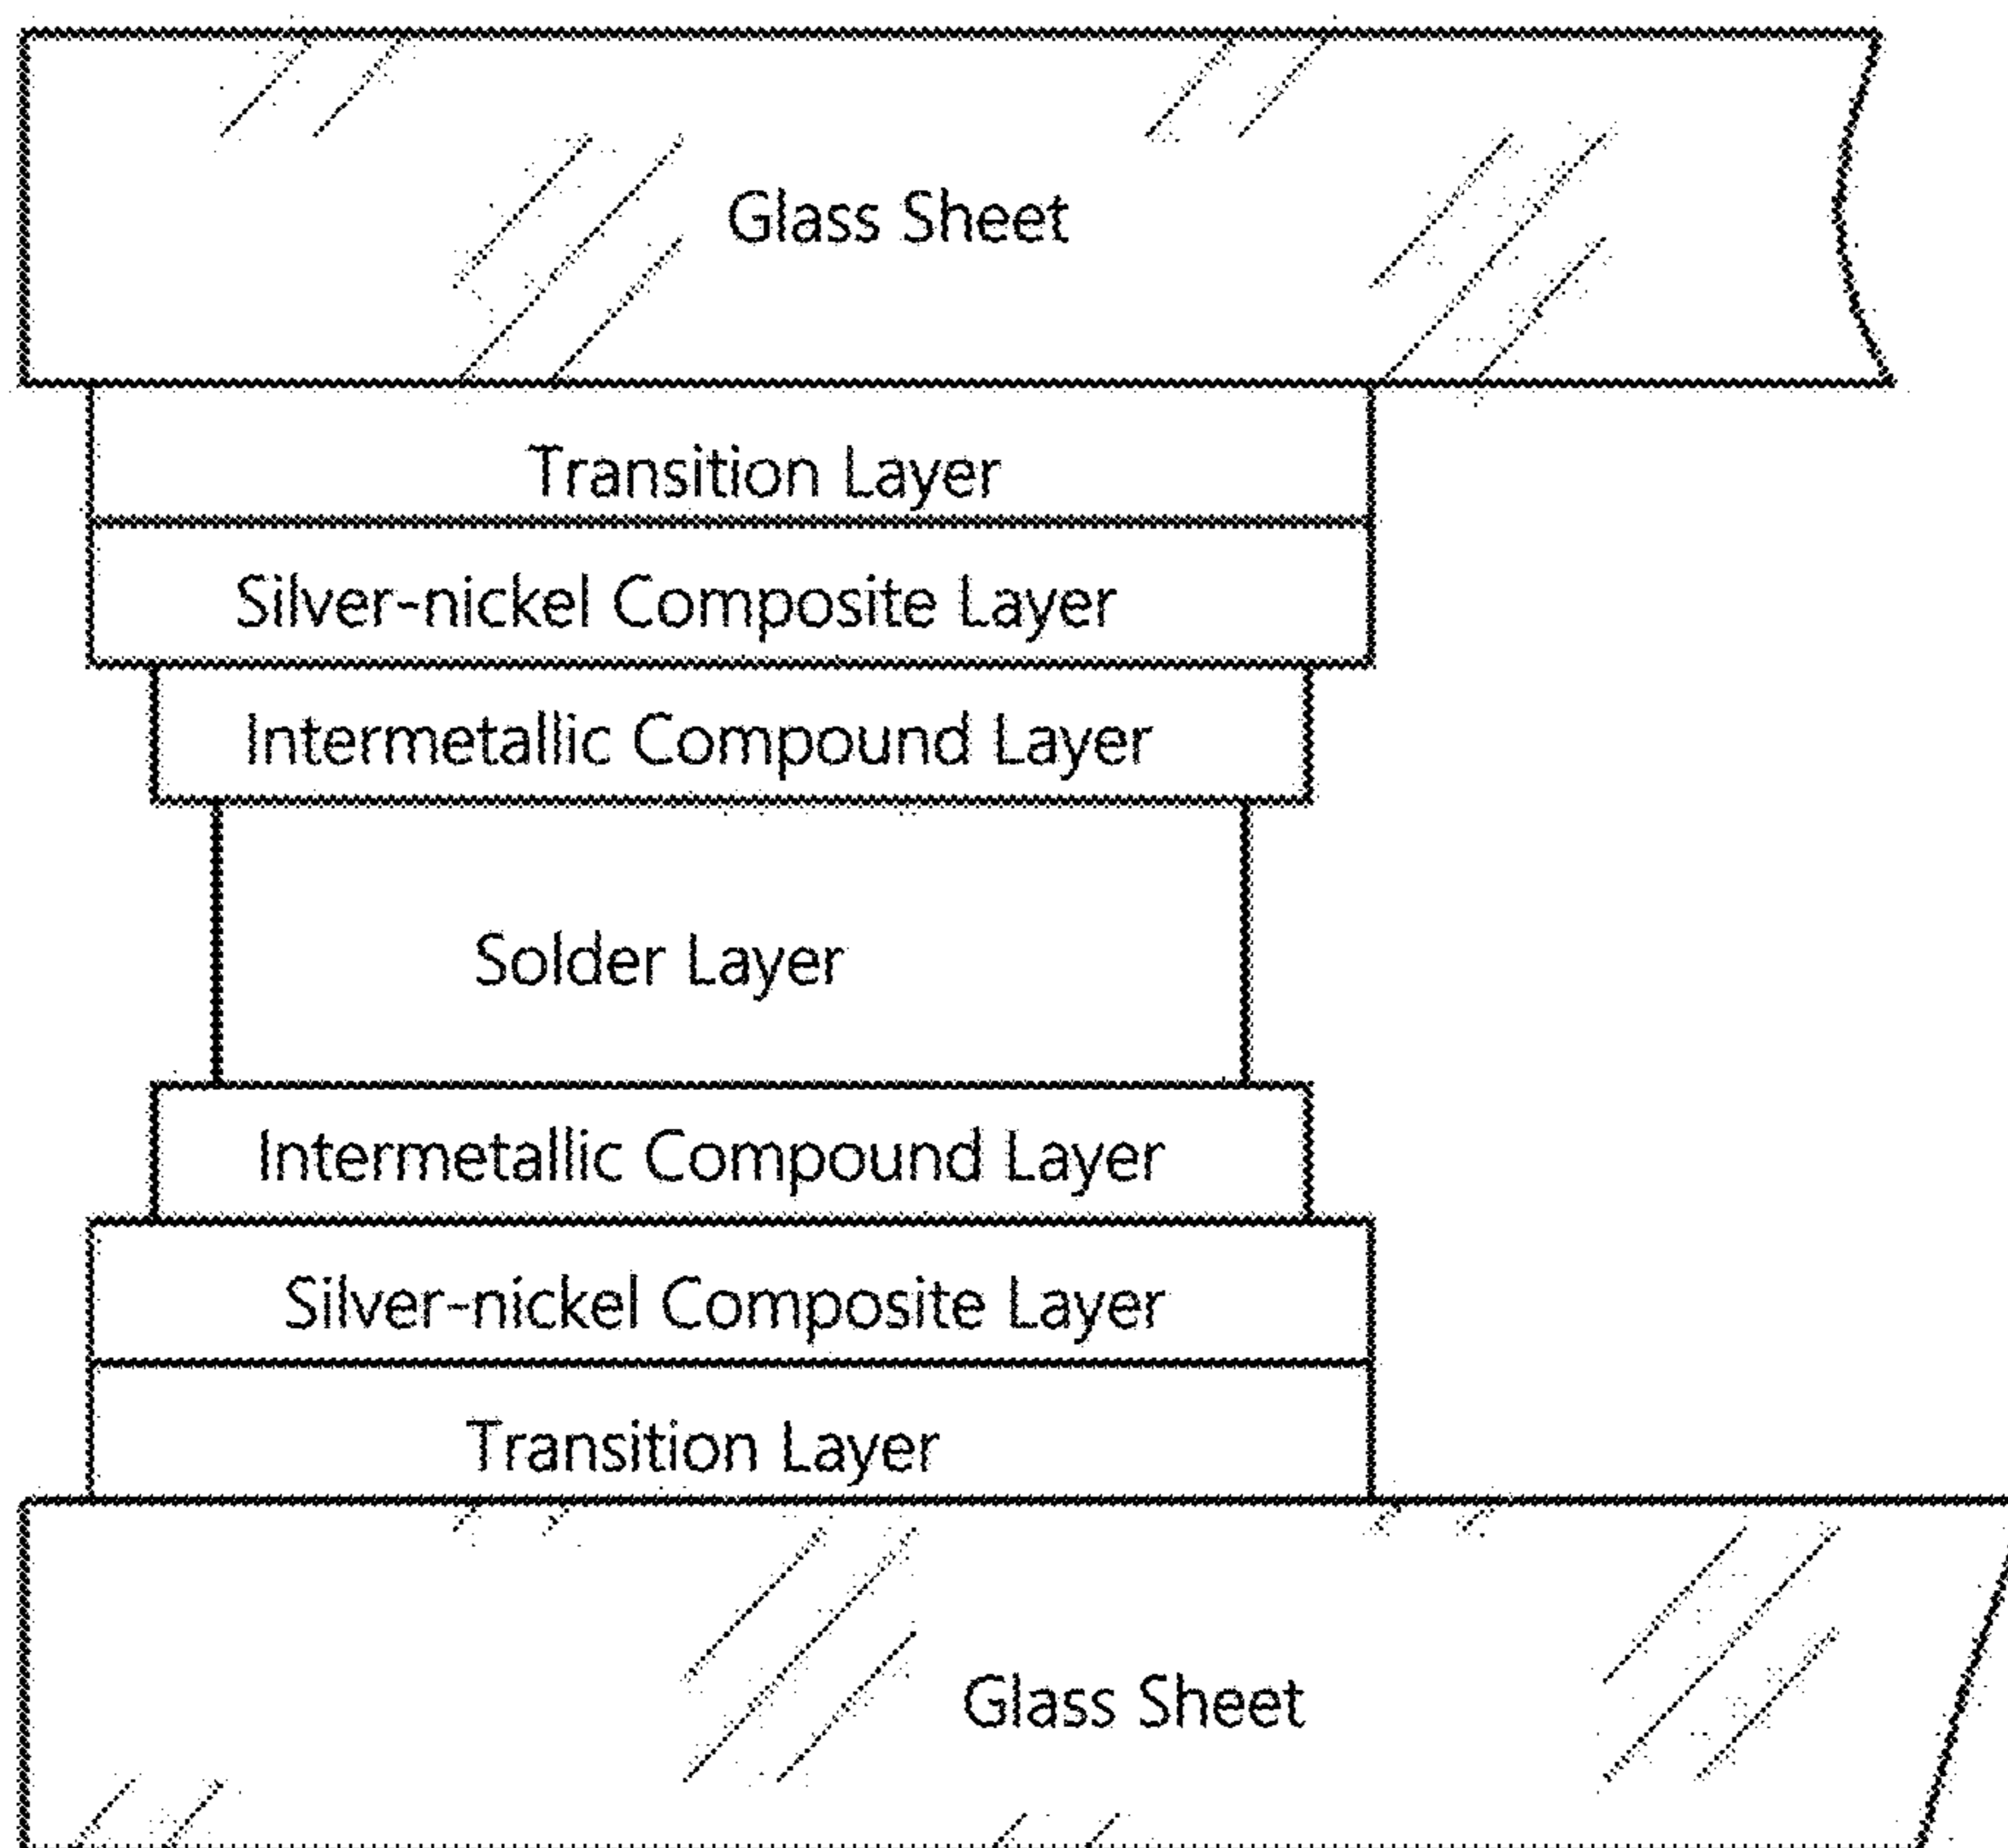 Glass Sheet
Transition Layer
Silver-nickel Composite Layer
Intermetallic Compound Layer
Solder Layer
Intermetallic Compound Layer
Silver-nickel Composite Layer
Transition Layer
Glass Sheet